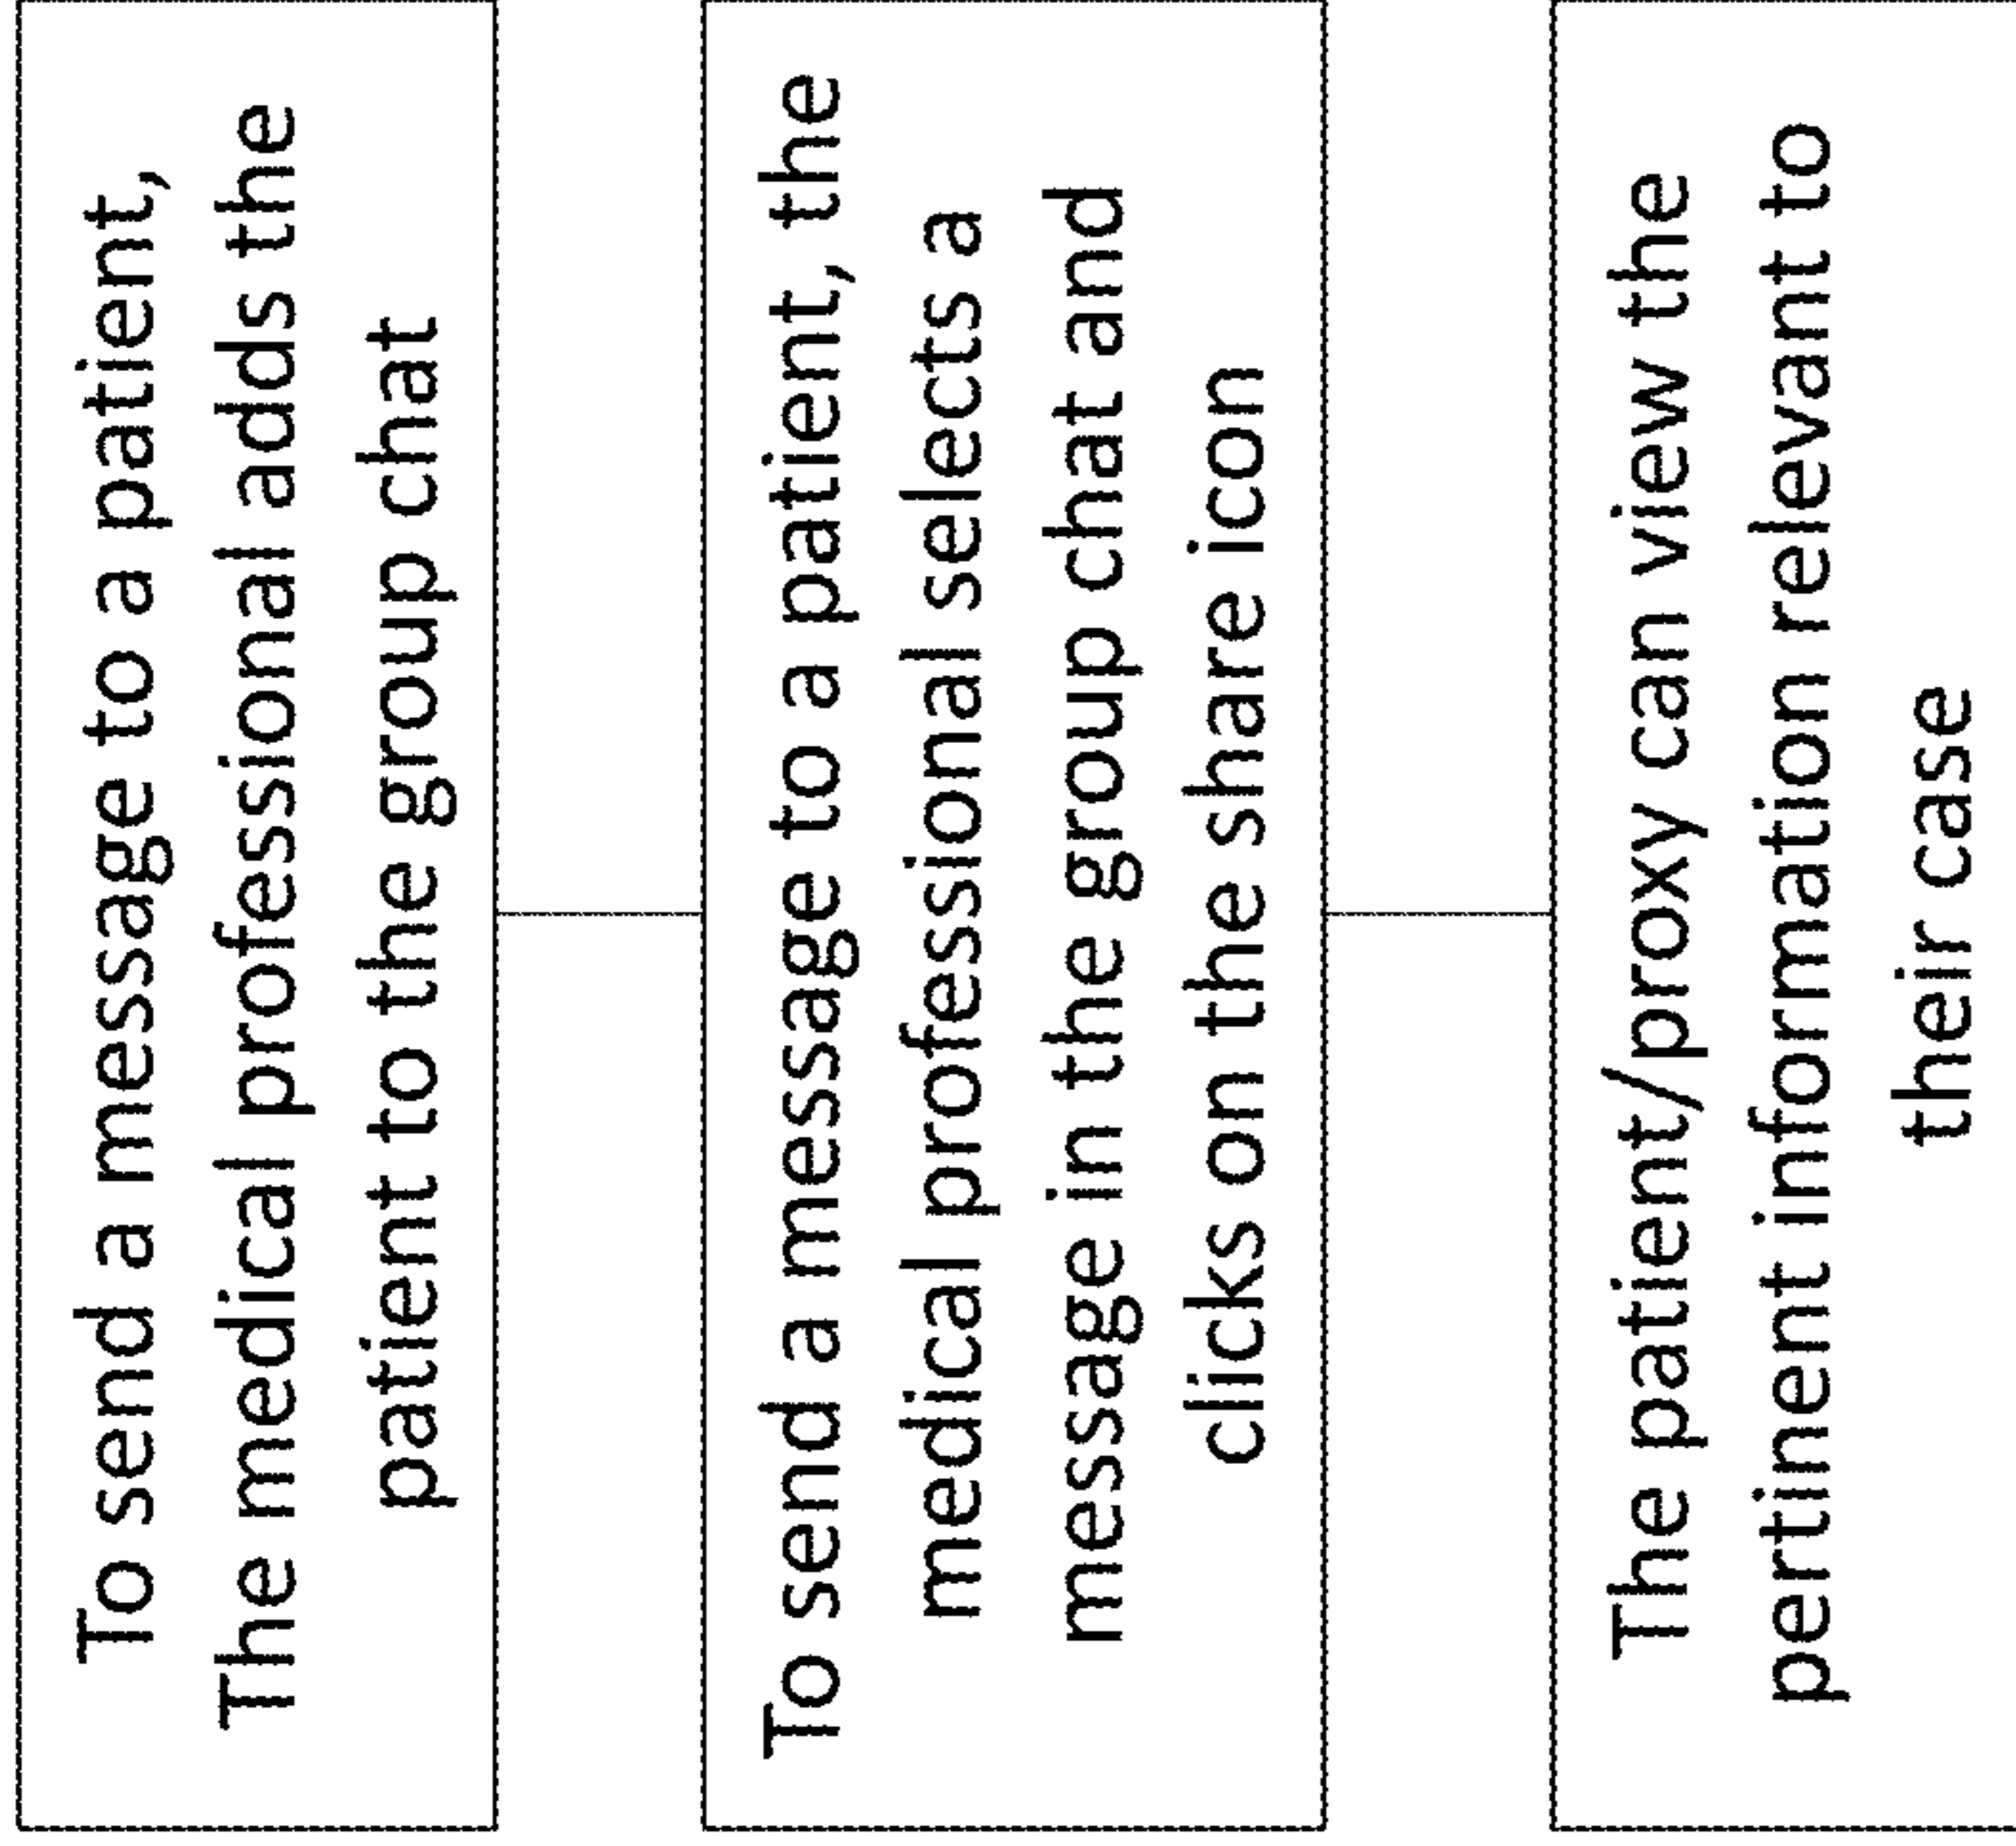 To send a message to a patient,
The medical professional adds the
patient to the group chat
To send a message to a patient, the
medical professional selects a
message in the group chat and
clicks on the share icon
The patient/proxy can view the
pertinent information relevant to
their case